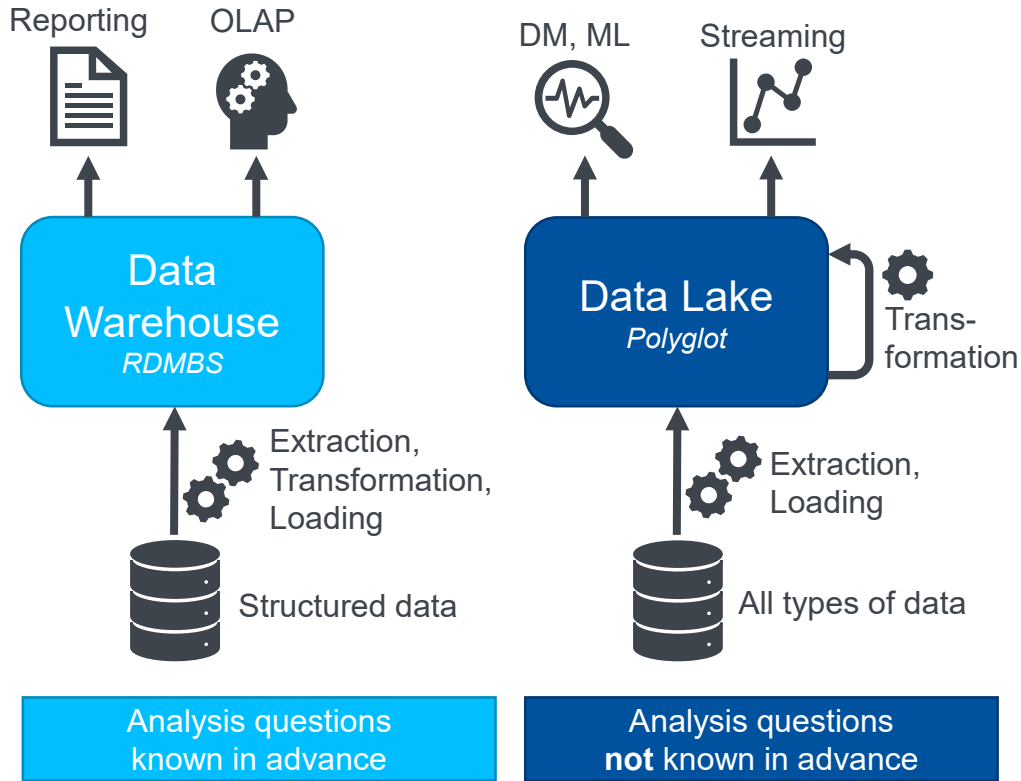 Reporting
OLAP
Data
Warehouse
RDMBS
Extraction,
Transformation,
Loading
Structured data
Analysis questions
known in advance
DM, ML
Streaming
Data Lake
Polyglot
Trans-
formation
Extraction,
Loading
All types of data
Analysis questions
not known in advance